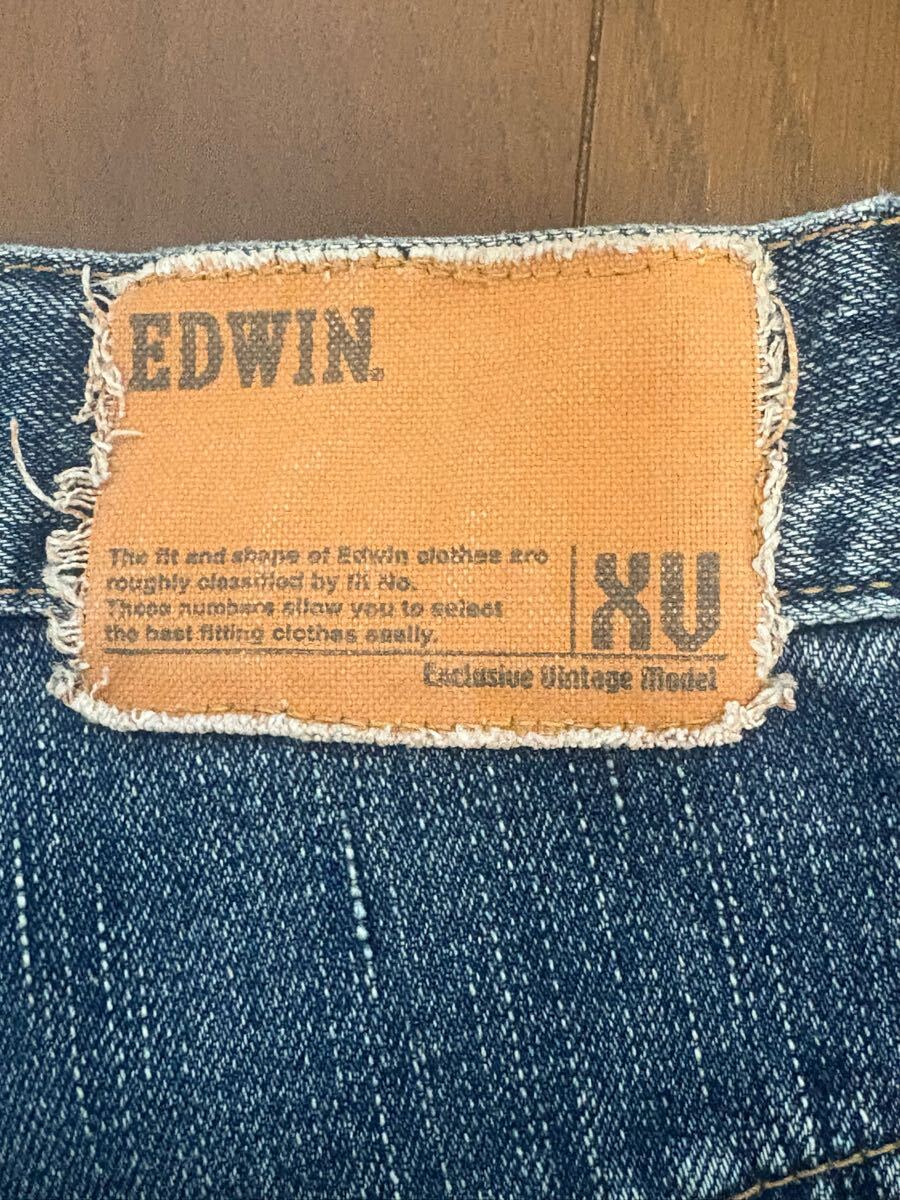 EDWIN.
The fit and shape of Edwin clothes are
roughly classified by fit No.
These numbers allow you to select
the best fitting clothes easily.
XV
Exclusive Vintage Model